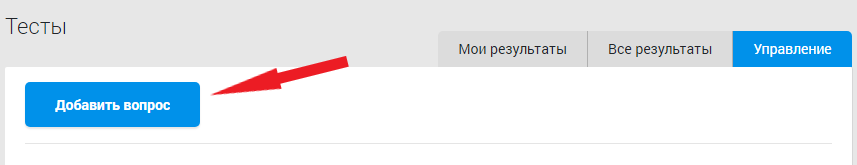 Тесты
Мои результаты
Все результаты
Управление
Добавить вопрос